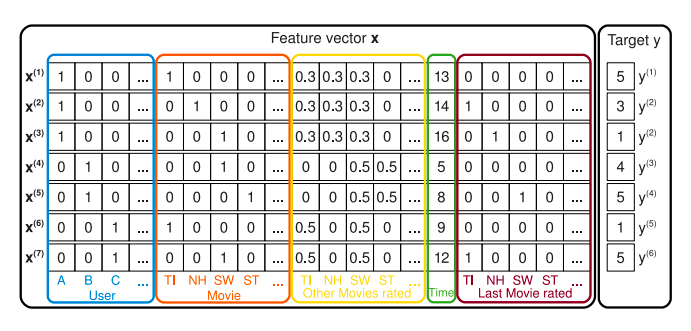 Feature vector x Target y
x(1) 1 0 0 ... 1 0 0 0 ... 0.3 0.3 0.3 0 ... 13 0 0 0 0 ... 5 y(1)
x(2) 1 0 0 ... 0 1 0 0 ... 0.3 0.3 0.3 0 ... 14 1 0 0 0 ... 3 y(2)
x(3) 1 0 0 ... 0 0 1 0 ... 0.3 0.3 0.3 0 ... 16 0 1 0 0 ... 1 y(2)
x(4) 0 1 0 ... 0 0 1 0 ... 0 0 0.5 0.5 ... 5 0 0 0 0 ... 4 y(3)
x(5) 0 1 0 ... 0 0 0 1 ... 0 0 0.5 0.5 ... 8 0 0 1 0 ... 5 y(4)
x(6) 0 0 1 ... 1 0 0 0 ... 0.5 0 0.5 0 ... 9 0 0 0 0 ... 1 y(5)
x(7) 0 0 1 ... 0 0 1 0 ... 0.5 0 0.5 0 ... 12 1 0 0 0 ... 5 y(6)
A B C ... TI NH SW ST ... TI NH SW ST ... Time TI NH SW ST ...
User Movie Other Movies rated Last Movie rated